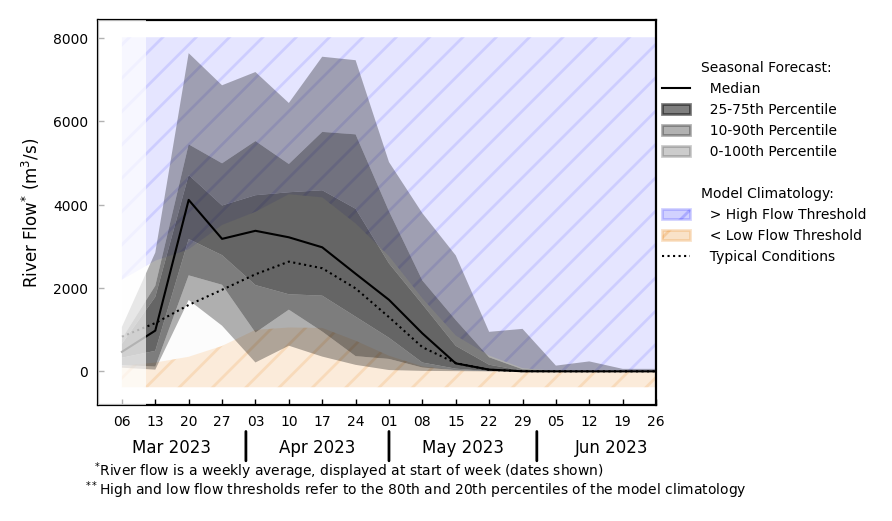 8000
6000
4000
2000
0
River Flow* (m³/s)
06 13 20 27 03 10 17 24 01 08 15 22 29 05 12 19 26
Mar 2023 Apr 2023 May 2023 Jun 2023
Seasonal Forecast:
Median
25-75th Percentile
10-90th Percentile
0-100th Percentile
Model Climatology:
> High Flow Threshold
< Low Flow Threshold
Typical Conditions
*River flow is a weekly average, displayed at start of week (dates shown)
**High and low flow thresholds refer to the 80th and 20th percentiles of the model climatology